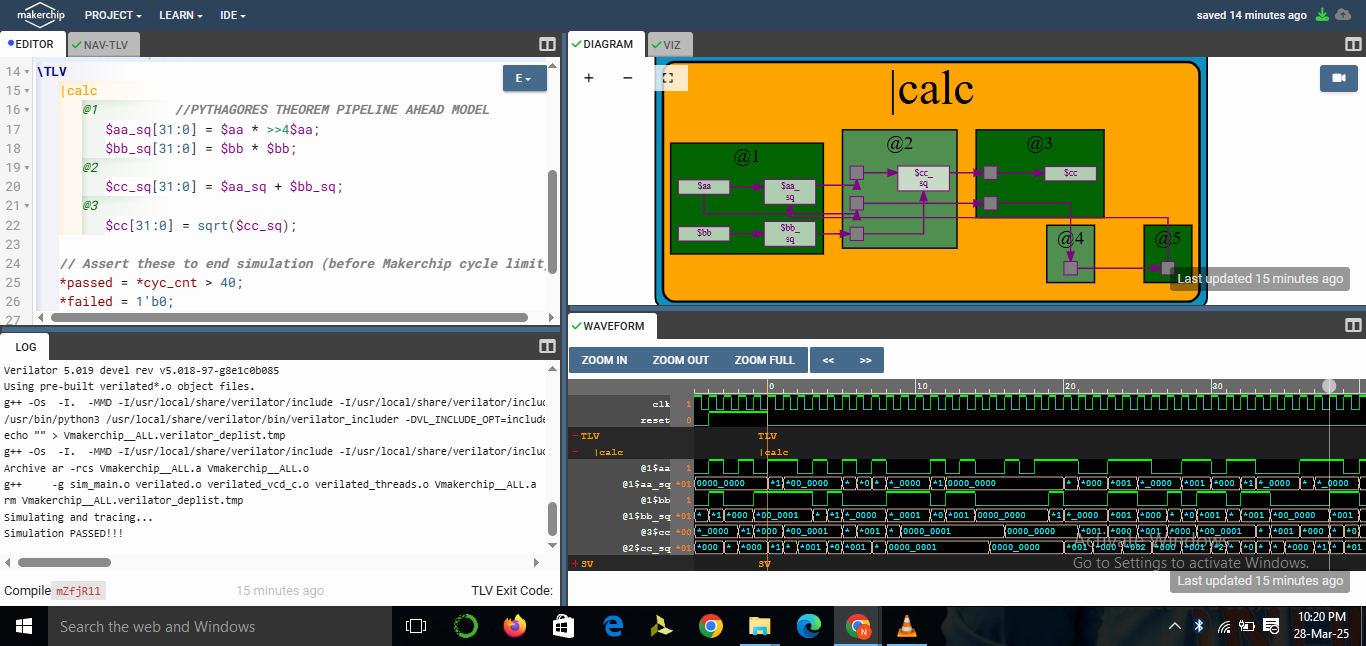 makerchip PROJECT LEARN IDE saved 14 minutes ago
EDITOR NAV-TLV
E
14 \TLV
15 |calc
16 @1 //PYTHAGORES THEOREM PIPELINE AHEAD MODEL
17 $aa_sq[31:0] = $aa * >>4$aa;
18 $bb_sq[31:0] = $bb * $bb;
19 @2
20 $cc_sq[31:0] = $aa_sq + $bb_sq;
21 @3
22 $cc[31:0] = sqrt($cc_sq);
23
24 // Assert these to end simulation (before Makerchip cycle limit
25 *passed = *cyc_cnt > 40;
26 *failed = 1'b0;
27
LOG
Verilator 5.019 devel rev v5.018-97-g8e1c0b085
Using pre-built verilated*.o object files.
g++ -Os -I. -MMD -I/usr/local/share/verilator/include -I/usr/local/share/verilator/incluc
/usr/bin/python3 /usr/local/share/verilator/bin/verilator_includer -DVL_INCLUDE_OPT=include
echo "" > Vmakerchip__ALL.verilator_deplist.tmp
g++ -Os -I. -MMD -I/usr/local/share/verilator/include -I/usr/local/share/verilator/incluc
Archive ar -rcs Vmakerchip__ALL.a Vmakerchip__ALL.o
g++ -g sim_main.o verilated.o verilated_vcd_c.o verilated_threads.o Vmakerchip__ALL.a
rm Vmakerchip__ALL.verilator_deplist.tmp
Simulating and tracing...
Simulation PASSED!!!
Compile mZfjR11 15 minutes ago TLV Exit Code:
DIAGRAM VIZ
+ −
|calc
@1 @2 @3
$aa $aa_sq $cc_sq $cc
$bb $bb_sq
@4 @5
Last updated 15 minutes ago
WAVEFORM
ZOOM IN ZOOM OUT ZOOM FULL << >>
0 10 20 30
clk 1
reset 0
-TLV TLV
- |calc |calc
@1$aa 1
@1$aa_sq *01 0000_0000
@1$bb
@1$bb_sq *01
@3$cc
@2$cc_sq *01
+SV SV
Activate Windows
Go to Settings to activate Windows.
Last updated 15 minutes ago
Search the web and Windows
10:20 PM
28-Mar-25